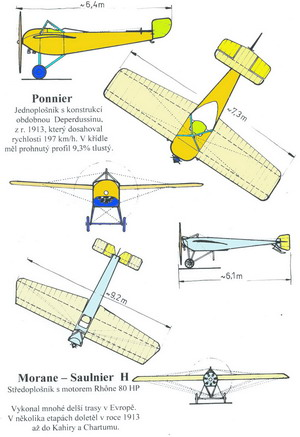 ~5,4m
Ponnier
Jednoplošník s konstrukcí
obdobnou Deperdussinu,
z r. 1913, který dosahoval
rychlosti 197 km/h. V křídle
měl prohnutý profil 9,3% tlustý.
~7,3m
~6,1m
~9,2m
Morane – Saulnier H
Středoplošník s motorem Rhône 80 HP
Vykonal mnohé delší trasy v Evropě.
V několika etapách doletěl v roce 1913
až do Kahiry a Chartumu.